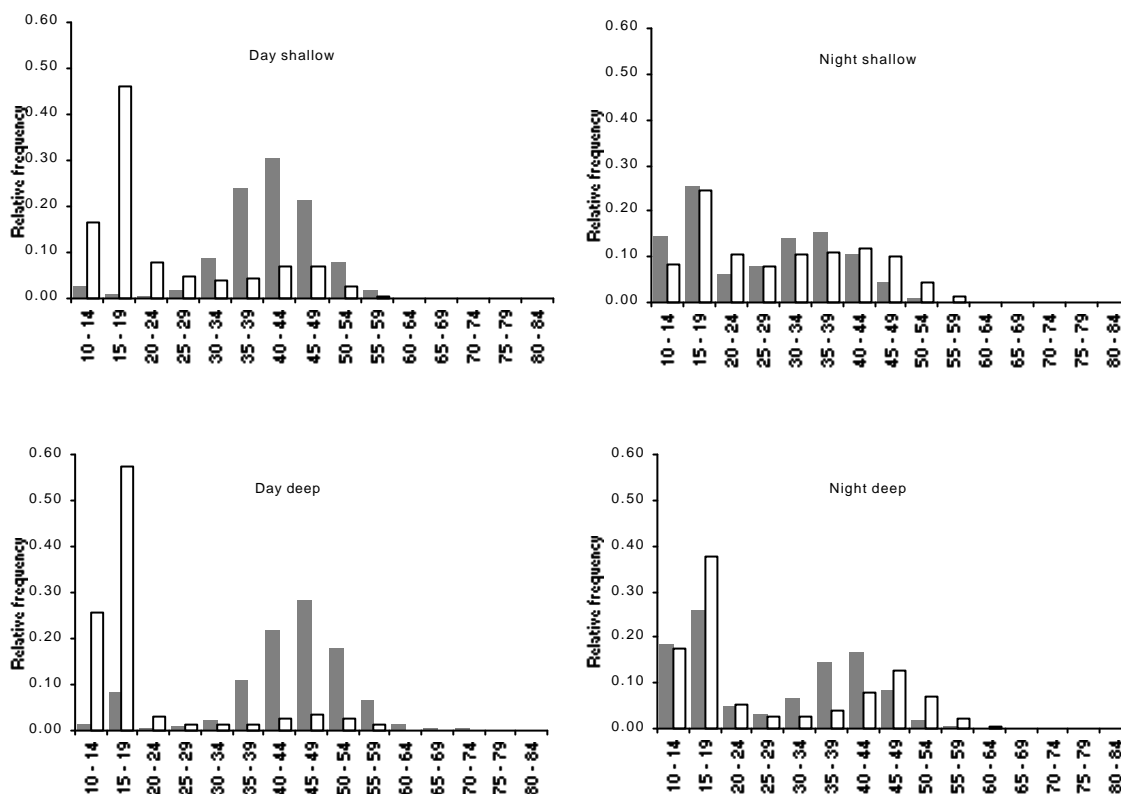 Day shallow
Relative frequency
0.60
0.50
0.40
0.30
0.20
0.10
0.00
10 - 14
15 - 19
20 - 24
25 - 29
30 - 34
35 - 39
40 - 44
45 - 49
50 - 54
55 - 59
60 - 64
65 - 69
70 - 74
75 - 79
80 - 84
Night shallow
Relative frequency
0.60
0.50
0.40
0.30
0.20
0.10
0.00
10 - 14
15 - 19
20 - 24
25 - 29
30 - 34
35 - 39
40 - 44
45 - 49
50 - 54
55 - 59
60 - 64
65 - 69
70 - 74
75 - 79
80 - 84
Day deep
Relative frequency
0.60
0.50
0.40
0.30
0.20
0.10
0.00
10 - 14
15 - 19
20 - 24
25 - 29
30 - 34
35 - 39
40 - 44
45 - 49
50 - 54
55 - 59
60 - 64
65 - 69
70 - 74
75 - 79
80 - 84
Night deep
Relative frequency
0.60
0.50
0.40
0.30
0.20
0.10
0.00
10 - 14
15 - 19
20 - 24
25 - 29
30 - 34
35 - 39
40 - 44
45 - 49
50 - 54
55 - 59
60 - 64
65 - 69
70 - 74
75 - 79
80 - 84